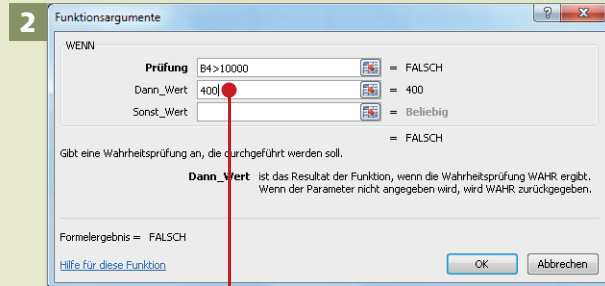 2
Funktionsargumente
WENN
Prüfung B4>10000 = FALSCH
Dann_Wert 400 = 400
Sonst_Wert = Beliebig
= FALSCH
Gibt eine Wahrheitsprüfung an, die durchgeführt werden soll.
Dann_Wert ist das Resultat der Funktion, wenn die Wahrheitsprüfung WAHR ergibt.
Wenn der Parameter nicht angegeben wird, wird WAHR zurückgegeben.
Formelergebnis = FALSCH
Hilfe für diese Funktion OK Abbrechen